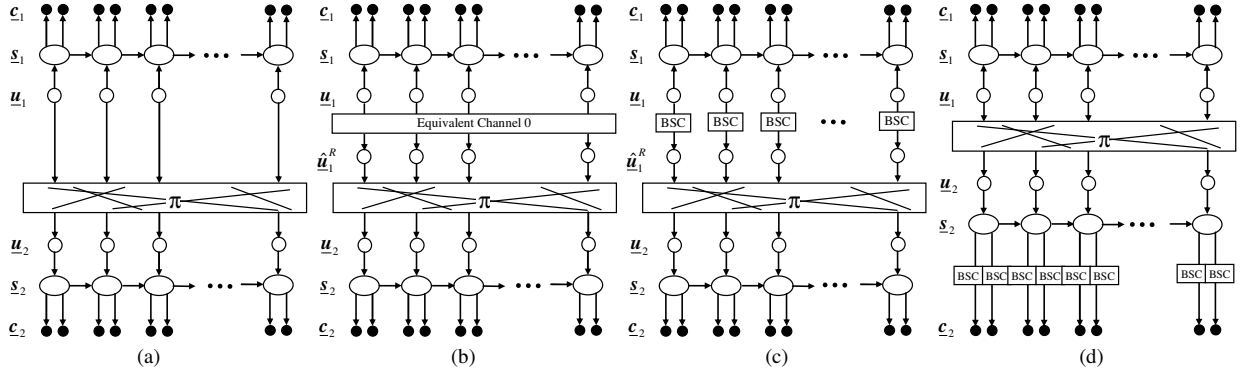 c₁ c₁ c₁ c₁
s₁ s₁ s₁ s₁
u₁ u₁ u₁ u₁
Equivalent Channel 0
BSC BSC BSC BSC
û₁ᴿ û₁ᴿ
π π π π
u₂ u₂ u₂ u₂
s₂ s₂ s₂ s₂
BSC BSC BSC BSC BSC BSC BSC BSC
c₂ c₂ c₂ c₂
(a) (b) (c) (d)